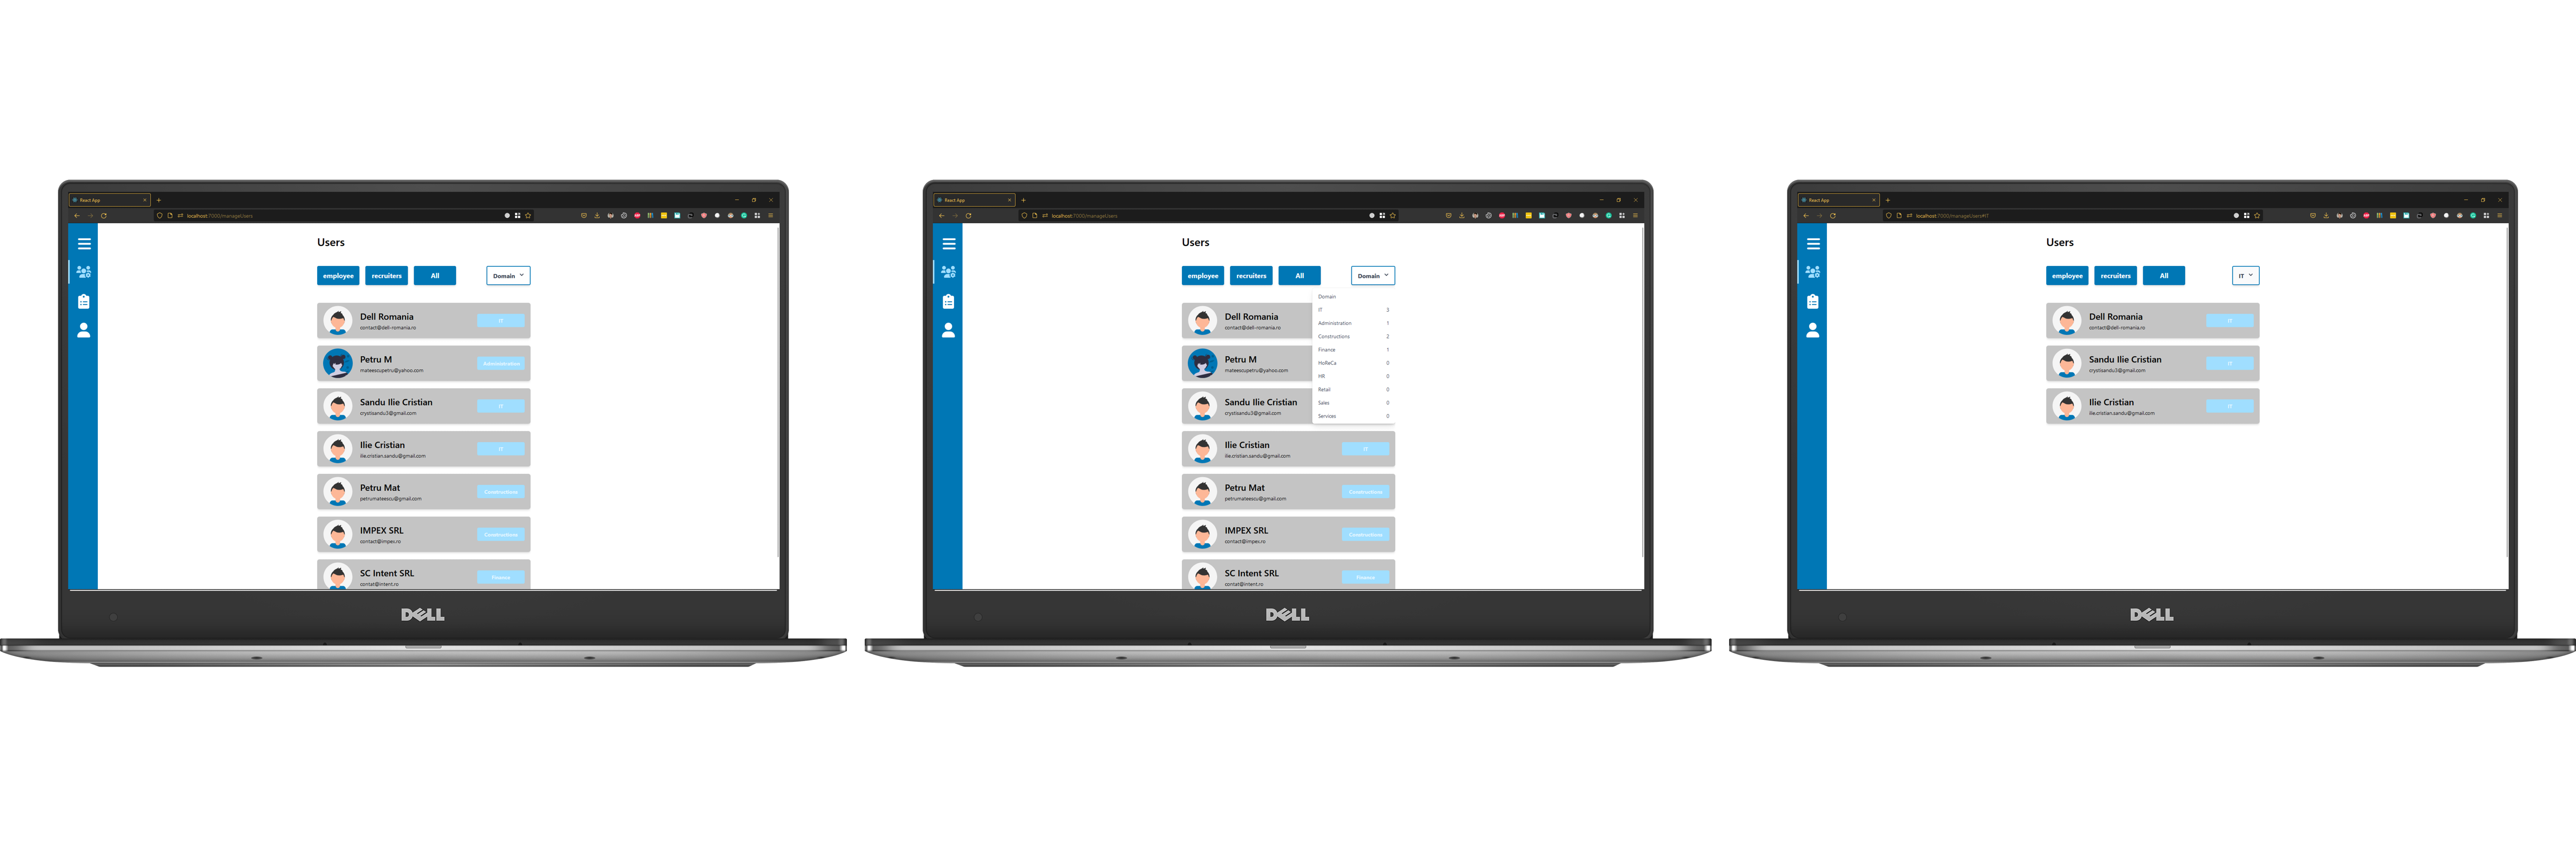 React App
localhost:7000/manageUsers
Users
employee recruiters All Domain
Dell Romania
contact@dell-romania.ro
IT
Petru M
mateescupetru@yahoo.com
Administration
Sandu Ilie Cristian
crystisandu3@gmail.com
IT
Ilie Cristian
ilie.cristian.sandu@gmail.com
IT
Petru Mat
petrumateescu@gmail.com
Constructions
IMPEX SRL
contact@impex.ro
Constructions
SC Intent SRL
contat@intent.ro
Finance
DELL
React App
localhost:7000/manageUsers
Users
employee recruiters All Domain
Domain
IT 3
Administration 1
Constructions 2
Finance 1
HoReCa 0
HR 0
Retail 0
Sales 0
Services 0
Dell Romania
contact@dell-romania.ro
Petru M
mateescupetru@yahoo.com
Sandu Ilie Cristian
crystisandu3@gmail.com
Ilie Cristian
ilie.cristian.sandu@gmail.com
IT
Petru Mat
petrumateescu@gmail.com
Constructions
IMPEX SRL
contact@impex.ro
Constructions
SC Intent SRL
contat@intent.ro
Finance
DELL
React App
localhost:7000/manageUsers#IT
Users
employee recruiters All IT
Dell Romania
contact@dell-romania.ro
IT
Sandu Ilie Cristian
crystisandu3@gmail.com
IT
Ilie Cristian
ilie.cristian.sandu@gmail.com
IT
DELL